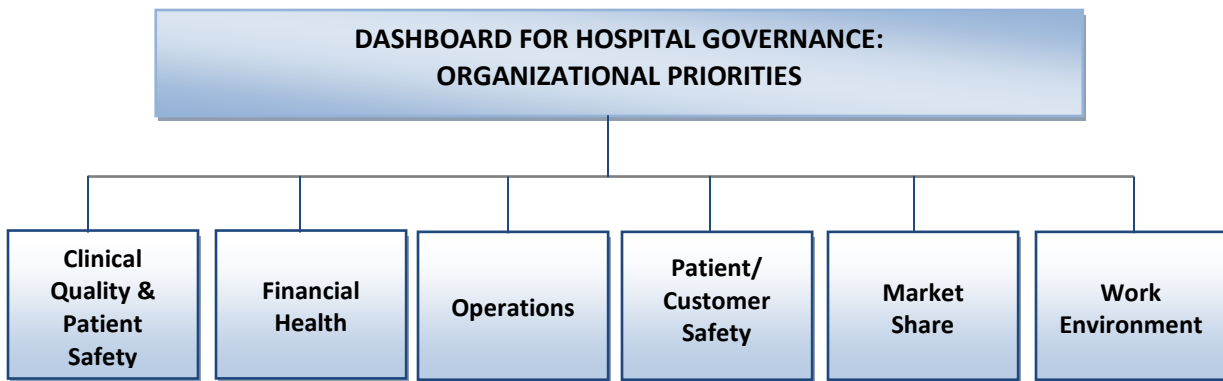 DASHBOARD FOR HOSPITAL GOVERNANCE:
ORGANIZATIONAL PRIORITIES
Clinical
Quality &
Patient
Safety
Financial
Health
Operations
Patient/
Customer
Safety
Market
Share
Work
Environment